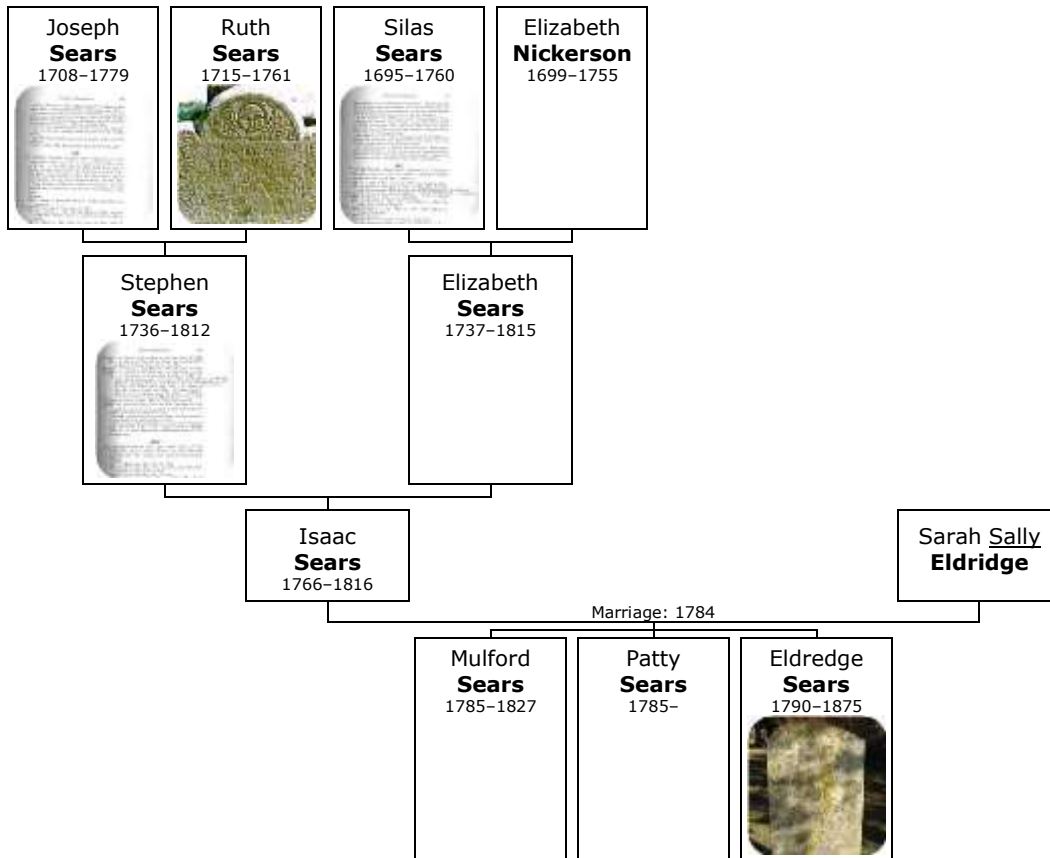 Joseph
Sears
1708–1779
Ruth
Sears
1715–1761
Silas
Sears
1695–1760
Elizabeth
Nickerson
1699–1755
Stephen
Sears
1736–1812
Elizabeth
Sears
1737–1815
Isaac
Sears
1766–1816
Sarah Sally
Eldridge
Marriage: 1784
Mulford
Sears
1785–1827
Patty
Sears
1785–
Eldredge
Sears
1790–1875